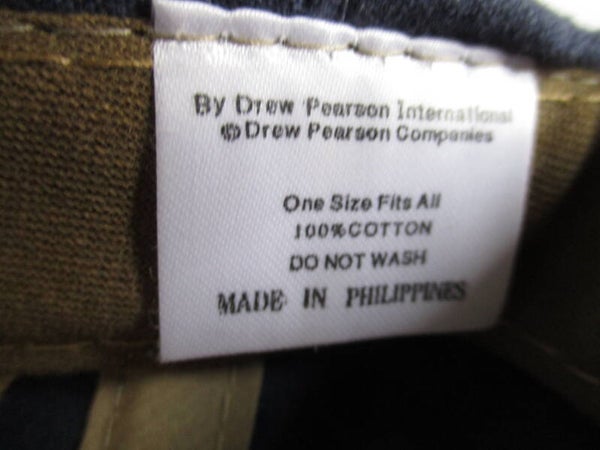 By Drew Pearson International
© Drew Pearson Companies
One Size Fits All
100% COTTON
DO NOT WASH
MADE IN PHILIPPINES